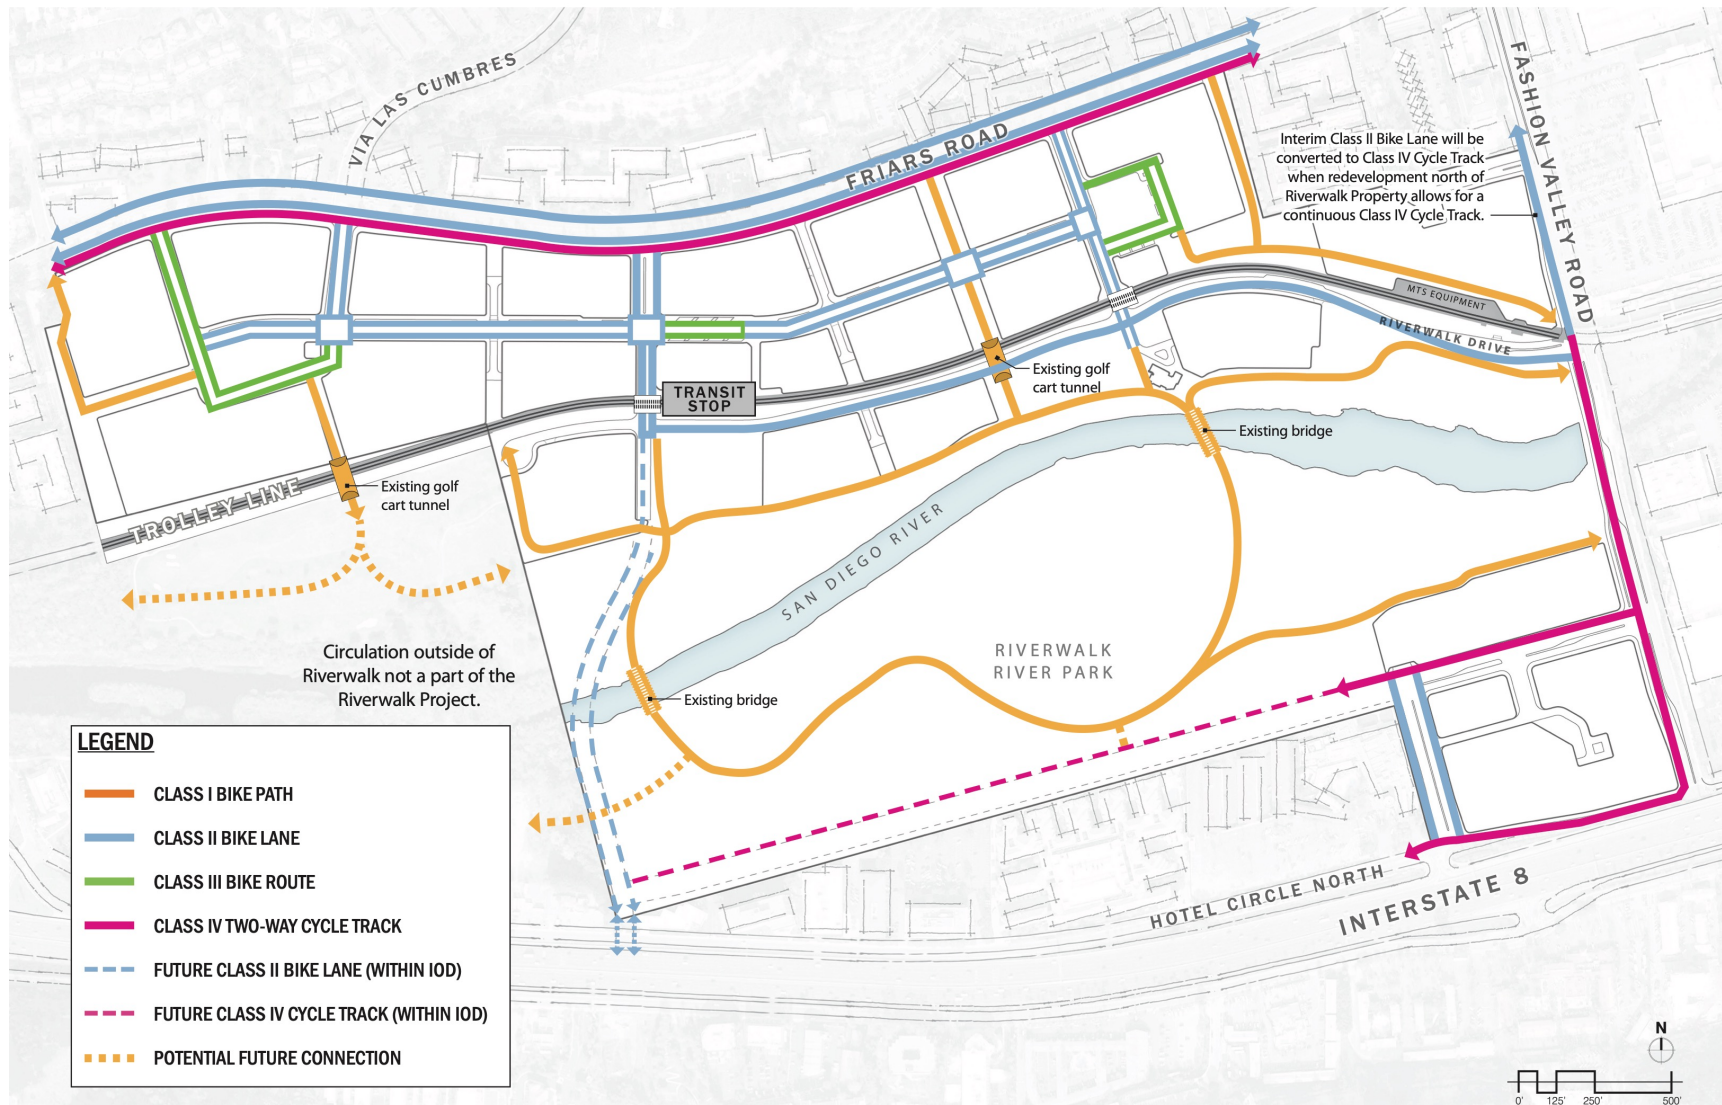 VIA LAS CUMBRES
FRIARS ROAD
FASHION VALLEY ROAD
Interim Class II Bike Lane will be
converted to Class IV Cycle Track
when redevelopment north of
Riverwalk Property allows for a
continuous Class IV Cycle Track.
MTS EQUIPMENT
RIVERWALK DRIVE
Existing golf
cart tunnel
TRANSIT
STOP
Existing bridge
Existing golf
cart tunnel
TROLLEY LINE
SAN DIEGO RIVER
RIVERWALK
RIVER PARK
Circulation outside of
Riverwalk not a part of the
Riverwalk Project.
Existing bridge
LEGEND
CLASS I BIKE PATH
CLASS II BIKE LANE
CLASS III BIKE ROUTE
CLASS IV TWO-WAY CYCLE TRACK
FUTURE CLASS II BIKE LANE (WITHIN IOD)
FUTURE CLASS IV CYCLE TRACK (WITHIN IOD)
POTENTIAL FUTURE CONNECTION
HOTEL CIRCLE NORTH
INTERSTATE 8
N
0' 125' 250' 500'